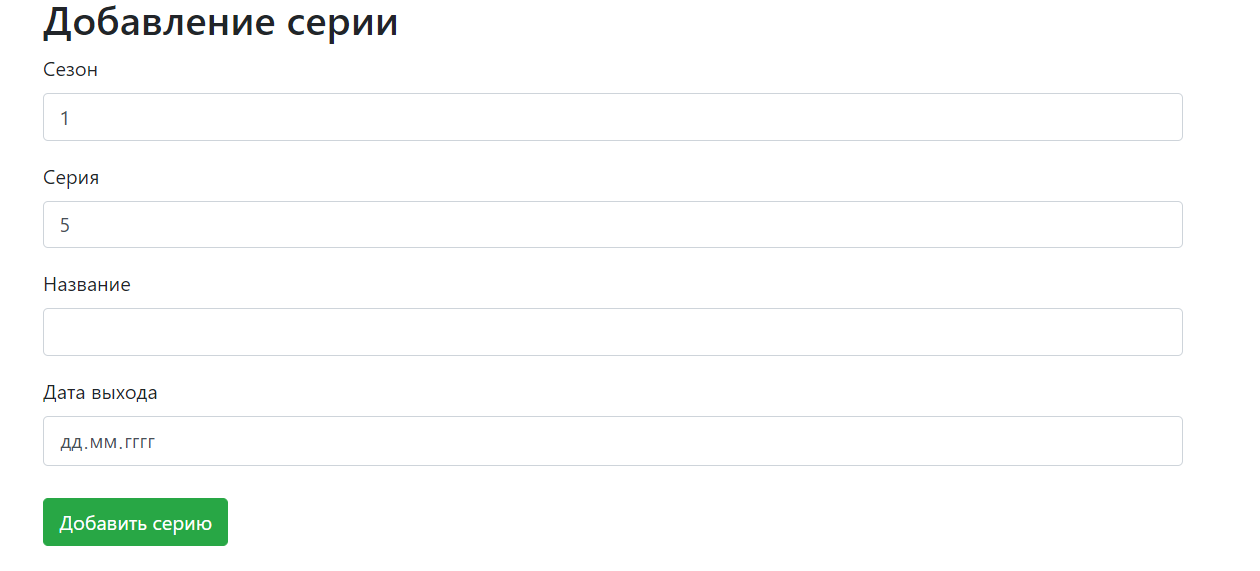 Добавление серии
Сезон
1
Серия
5
Название
Дата выхода
дд.мм.гггг
Добавить серию